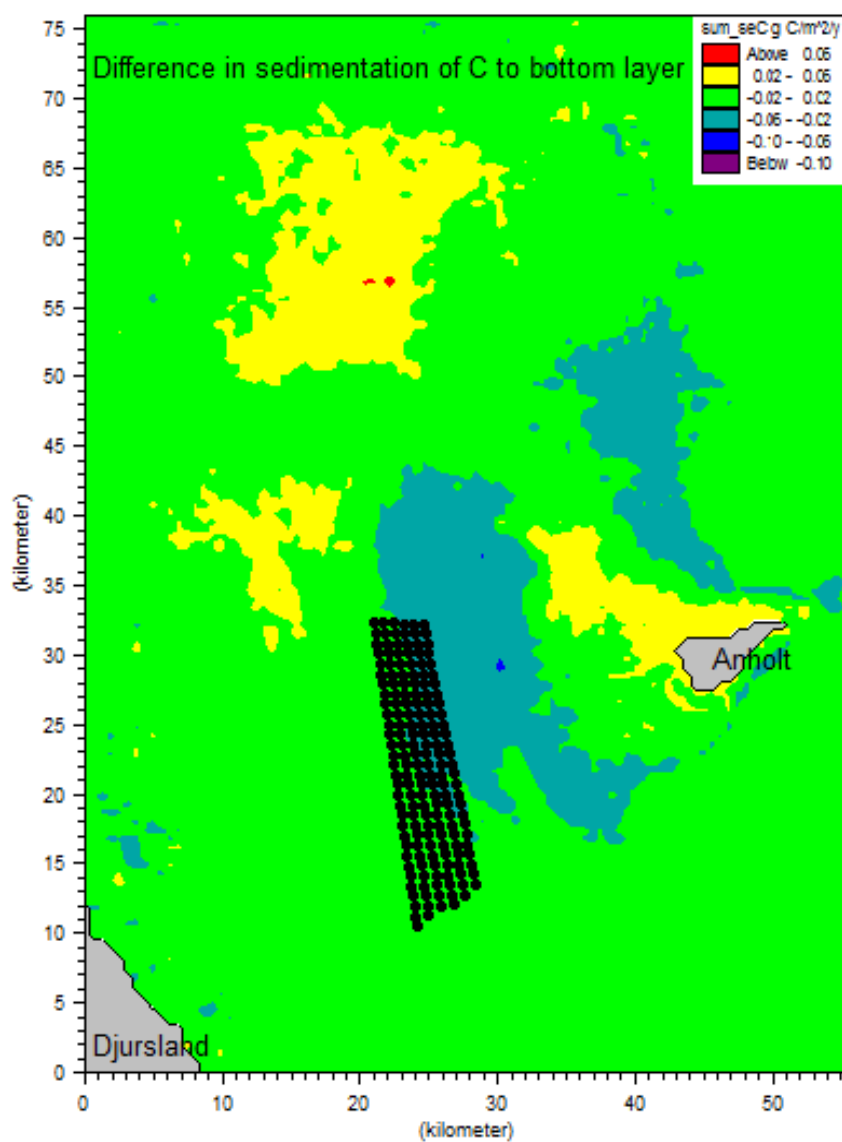 sum_seC g C/m^2/y
Above 0.06
0.02 - 0.06
-0.02 - 0.02
-0.06 - -0.02
-0.10 - -0.06
Below -0.10
Difference in sedimentation of C to bottom layer
75
70
65
60
55
50
45
40
35
30
25
20
15
10
5
0
(kilometer)
Anholt
Djursland
0
10
20
30
40
50
(kilometer)